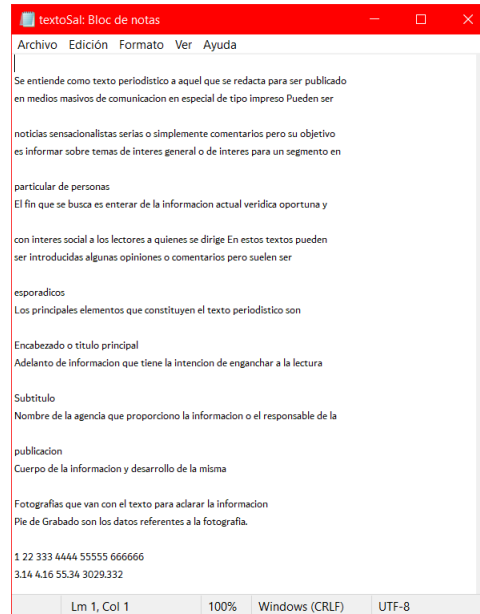 textoSal: Bloc de notas
Archivo Edición Formato Ver Ayuda
Se entiende como texto periodistico a aquel que se redacta para ser publicado
en medios masivos de comunicacion en especial de tipo impreso Pueden ser
noticias sensacionalistas serias o simplemente comentarios pero su objetivo
es informar sobre temas de interes general o de interes para un segmento en
particular de personas
El fin que se busca es enterar de la informacion actual veridica oportuna y
con interes social a los lectores a quienes se dirige En estos textos pueden
ser introducidas algunas opiniones o comentarios pero suelen ser
esporadicos
Los principales elementos que constituyen el texto periodistico son
Encabezado o titulo principal
Adelanto de informacion que tiene la intencion de enganchar a la lectura
Subtitulo
Nombre de la agencia que proporciono la informacion o el responsable de la
publicacion
Cuerpo de la informacion y desarrollo de la misma
Fotografias que van con el texto para aclarar la informacion
Pie de Grabado son los datos referentes a la fotografia.
1 22 333 4444 55555 666666
3.14 4.16 55.34 3029.332
Lm 1, Col 1 100% Windows (CRLF) UTF-8